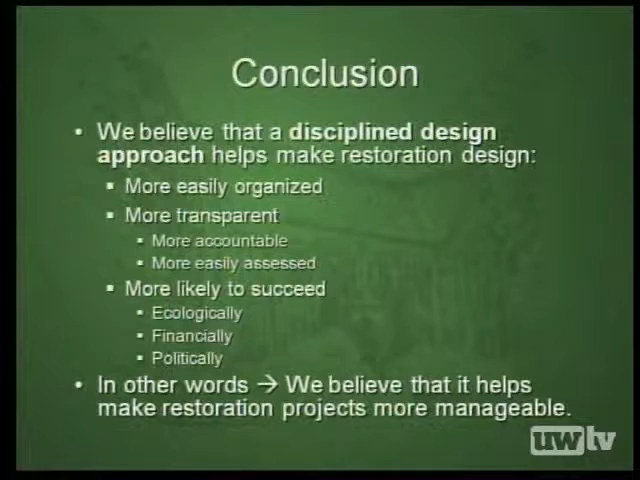 Conclusion
• We believe that a disciplined design
approach helps make restoration design:
▪ More easily organized
▪ More transparent
▪ More accountable
▪ More easily assessed
▪ More likely to succeed
▪ Ecologically
▪ Financially
▪ Politically
• In other words → We believe that it helps
make restoration projects more manageable.
uwtv